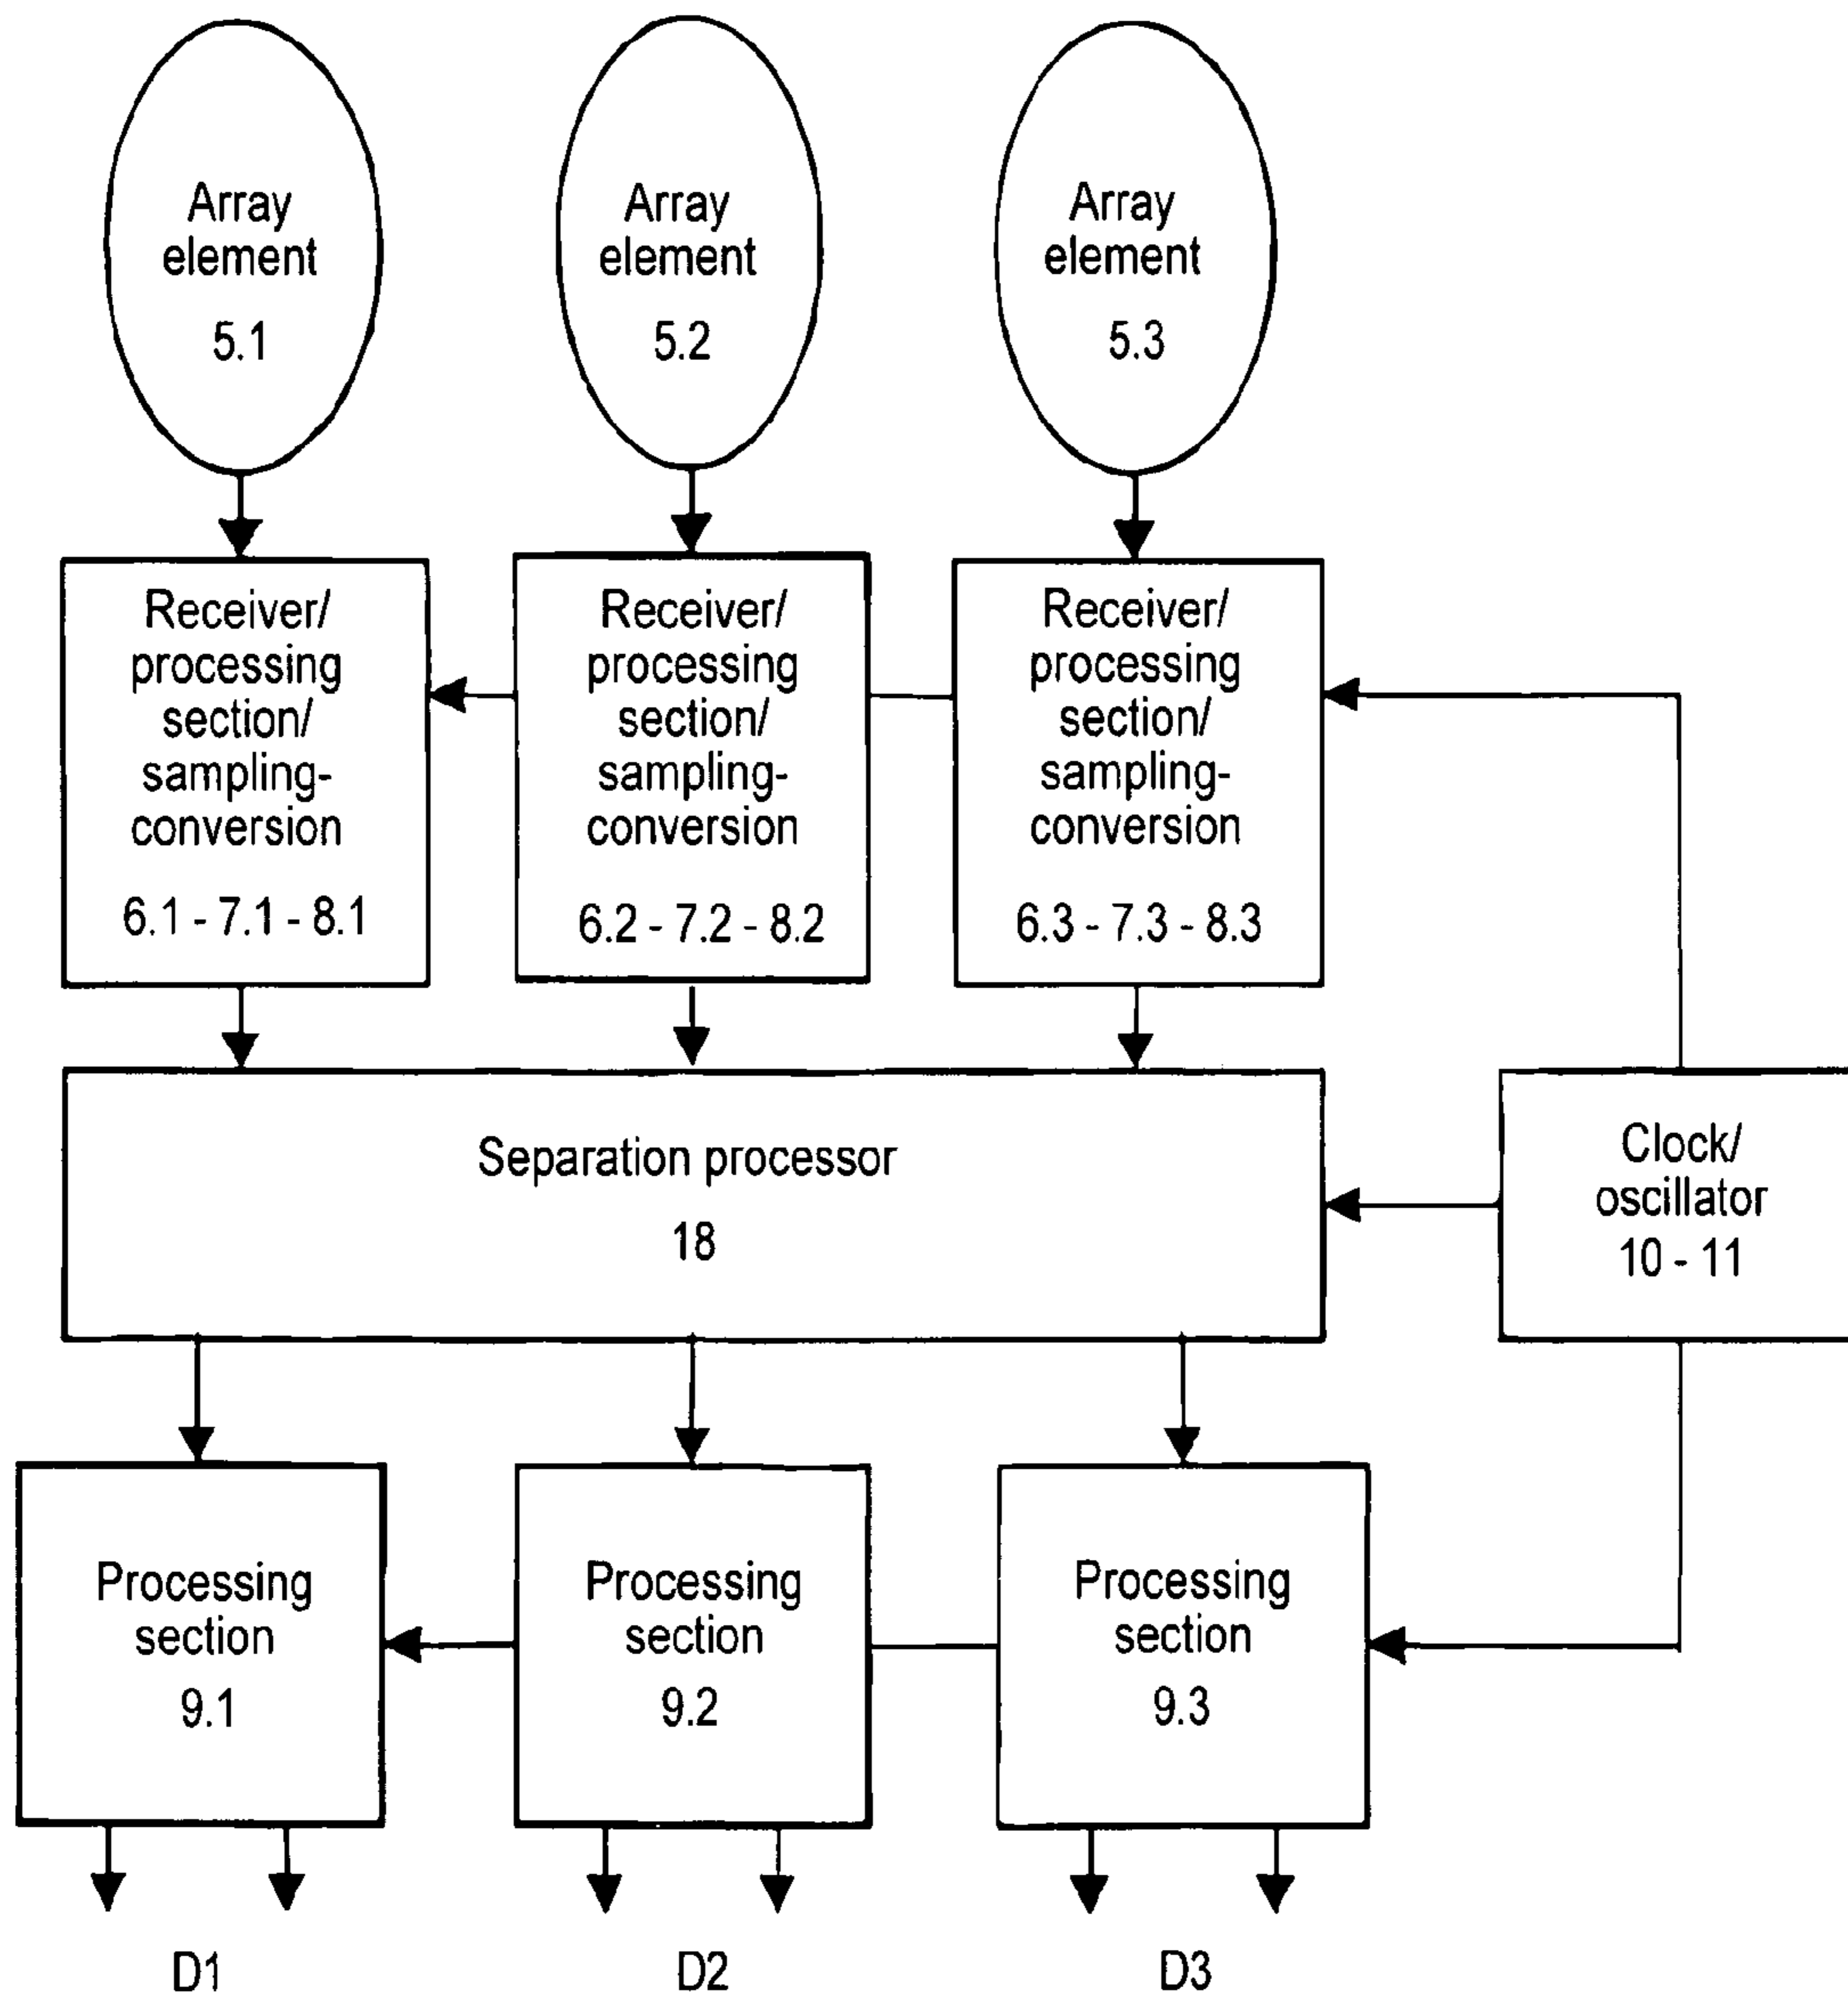 Array
element
5.1
Array
element
5.2
Array
element
5.3
Receiver/
processing
section/
sampling-
conversion
6.1 - 7.1 - 8.1
Receiver/
processing
section/
sampling-
conversion
6.2 - 7.2 - 8.2
Receiver/
processing
section/
sampling-
conversion
6.3 - 7.3 - 8.3
Separation processor
18
Clock/
oscillator
10 - 11
Processing
section
9.1
Processing
section
9.2
Processing
section
9.3
D1
D2
D3